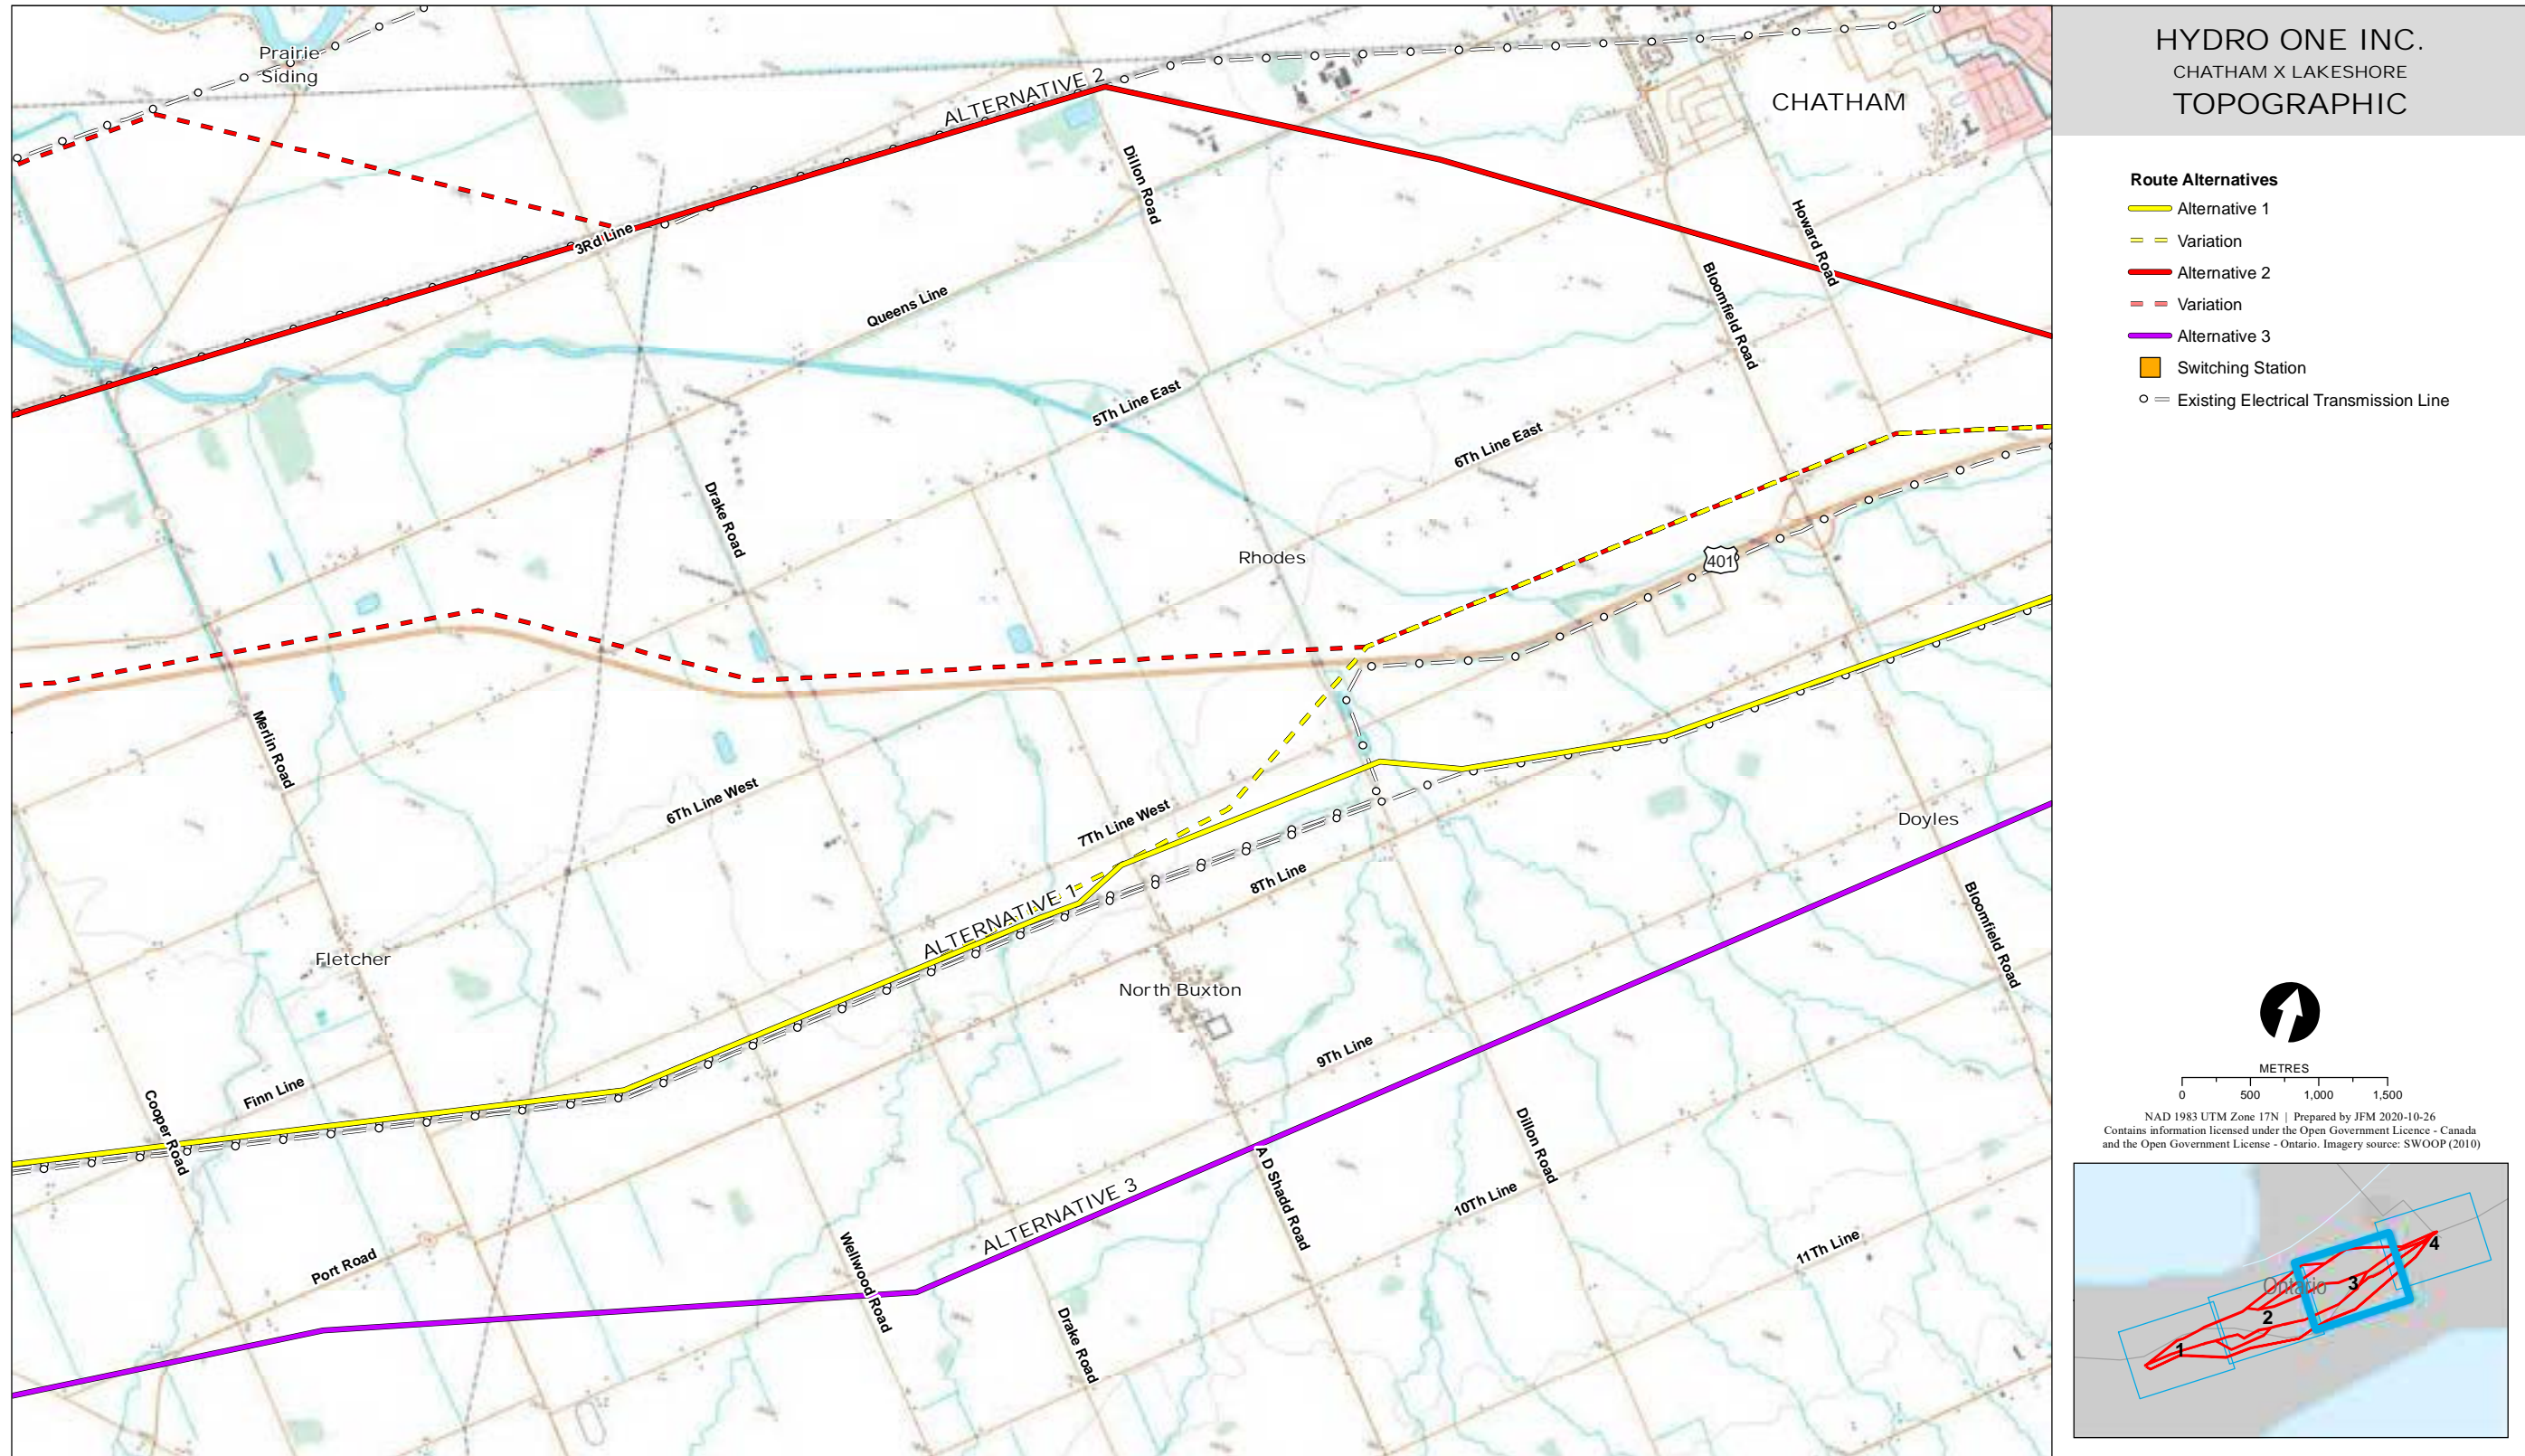 HYDRO ONE INC.
CHATHAM X LAKESHORE
TOPOGRAPHIC
Route Alternatives
Alternative 1
Variation
Alternative 2
Variation
Alternative 3
Switching Station
Existing Electrical Transmission Line
METRES
0 500 1,000 1,500
NAD 1983 UTM Zone 17N | Prepared by JFM 2020-10-26
Contains information licensed under the Open Government Licence - Canada
and the Open Government License - Ontario. Imagery source: SWOOP (2010)
Ontario
1
2
3
4
Prairie
Siding
ALTERNATIVE 2
CHATHAM
Dillon Road
Howard Road
3Rd Line
Queens Line
Bloomfield Road
5Th Line East
6Th Line East
Drake Road
Rhodes
401
Merlin Road
6Th Line West
7Th Line West
Doyles
8Th Line
ALTERNATIVE 1
Bloomfield Road
Fletcher
North Buxton
9Th Line
Finn Line
Cooper Road
Dillon Road
A D Shadd Road
ALTERNATIVE 3
10Th Line
Port Road
Wellwood Road
11Th Line
Drake Road